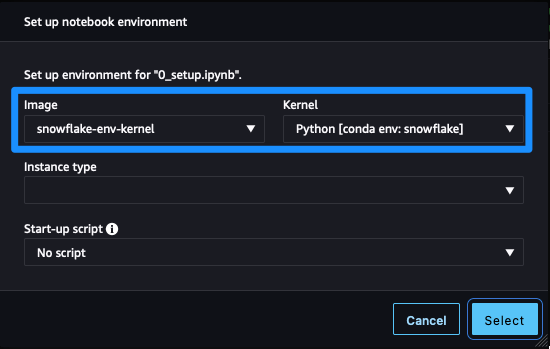 Set up notebook environment
Set up environment for "0_setup.ipynb".
Image Kernel
snowflake-env-kernel Python [conda env: snowflake]
Instance type
Start-up script
No script
Cancel Select